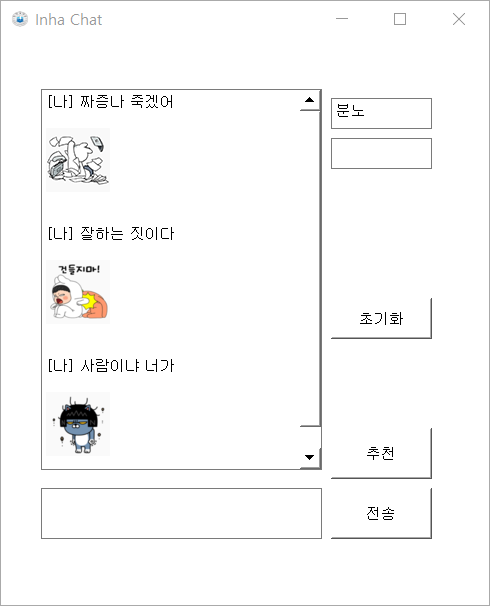 Inha Chat
[나] 짜증나 죽겠어
[나] 잘하는 짓이다
건들지마!
[나] 사람이냐 너가
분노
초기화
추천
전송